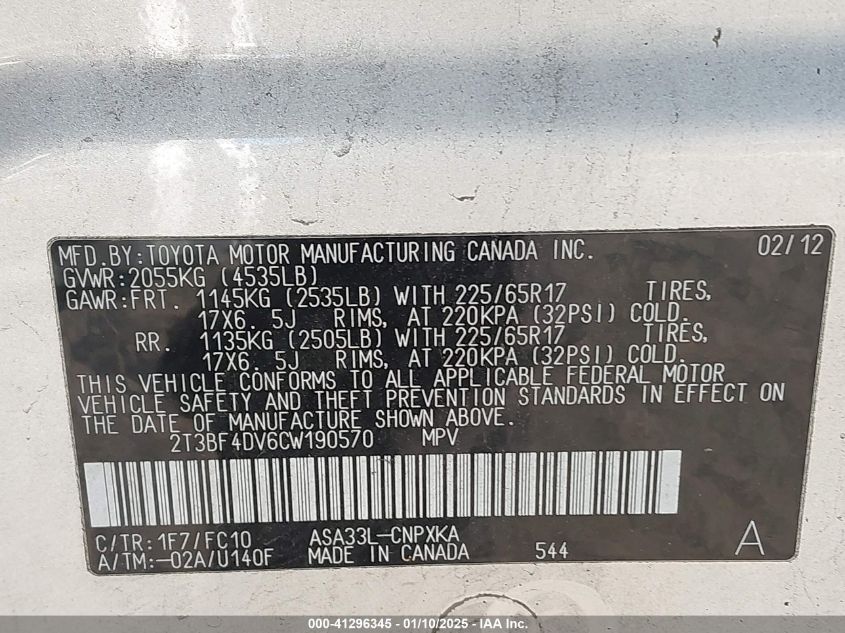 MFD.BY:TOYOTA MOTOR MANUFACTURING CANADA INC. 02/12
GVWR:2055KG (4535LB)
GAWR:FRT. 1145KG (2535LB) WITH 225/65R17 TIRES,
17X6. 5J RIMS, AT 220KPA (32PSI) COLD.
RR. 1135KG (2505LB) WITH 225/65R17 TIRES,
17X6. 5J RIMS, AT 220KPA (32PSI) COLD.
THIS VEHICLE CONFORMS TO ALL APPLICABLE FEDERAL MOTOR
VEHICLE SAFETY AND THEFT PREVENTION STANDARDS IN EFFECT ON
THE DATE OF MANUFACTURE SHOWN ABOVE.
2T3BF4DV6CW190570 MPV
C/TR:1F7/FC10 ASA33L-CNPXKA
A/TM:-02A/U140F MADE IN CANADA 544 A
000-41296345 - 01/10/2025 - IAA Inc.